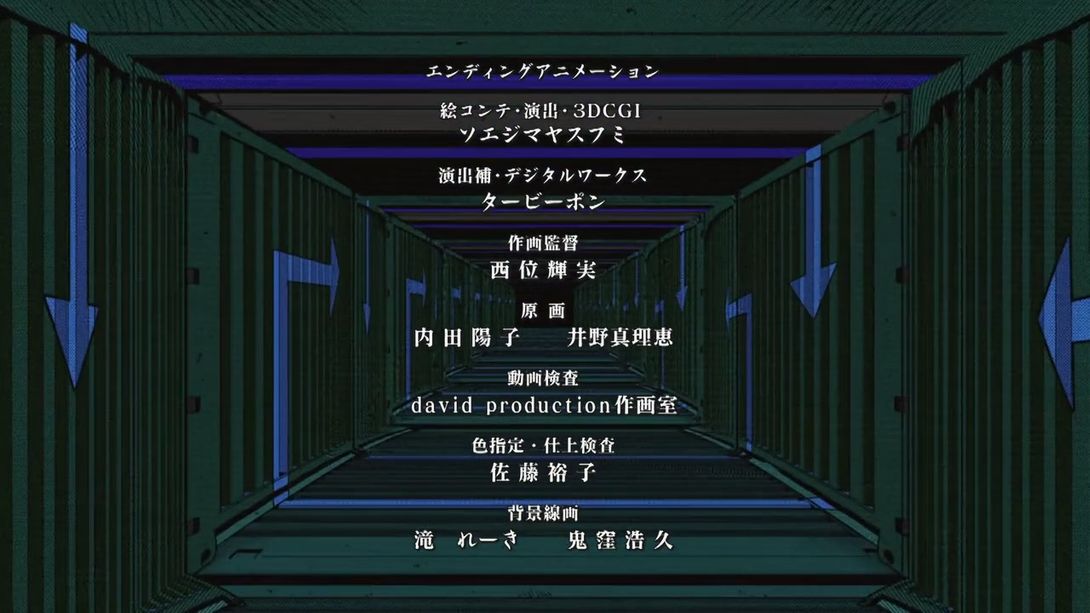 エンディングアニメーション
絵コンテ・演出・3DCGI
ソエジマヤスフミ
演出補・デジタルワークス
タービーポン
作画監督
西位輝実
原画
内田陽子　井野真理恵
動画検査
david production作画室
色指定・仕上検査
佐藤裕子
背景線画
滝 れーき　鬼窪浩久